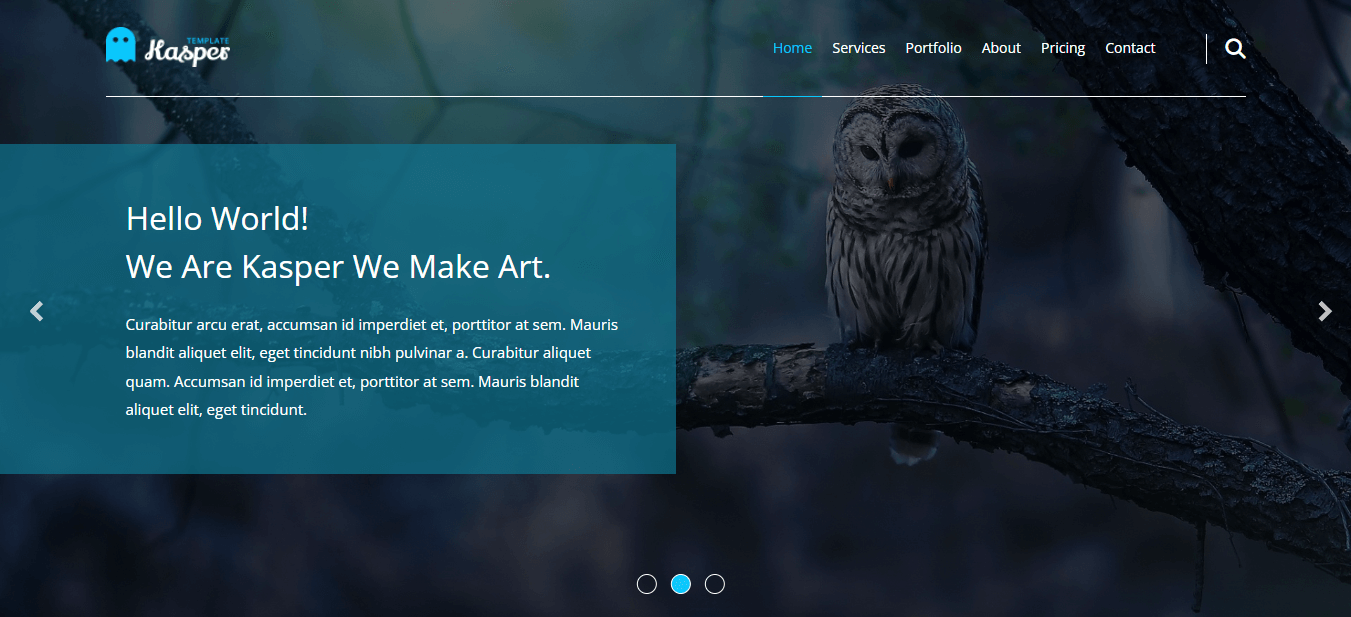 TEMPLATE
Kasper
Home Services Portfolio About Pricing Contact
Hello World!
We Are Kasper We Make Art.
Curabitur arcu erat, accumsan id imperdiet et, porttitor at sem. Mauris
blandit aliquet elit, eget tincidunt nibh pulvinar a. Curabitur aliquet
quam. Accumsan id imperdiet et, porttitor at sem. Mauris blandit
aliquet elit, eget tincidunt.